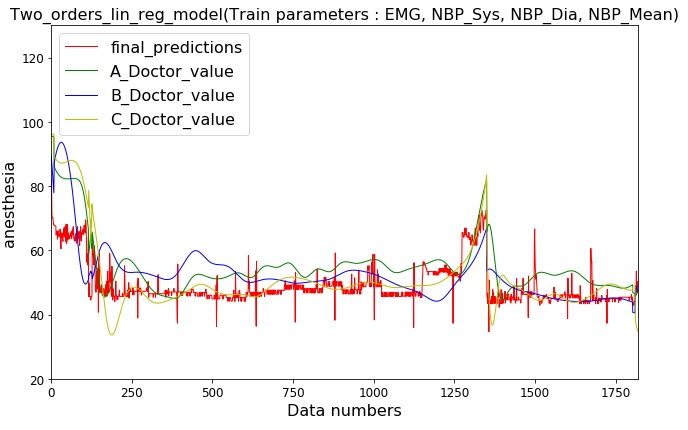 Two_orders_lin_reg_model(Train parameters : EMG, NBP_Sys, NBP_Dia, NBP_Mean)
final_predictions
A_Doctor_value
B_Doctor_value
C_Doctor_value
anesthesia
120
100
80
60
40
20
0 250 500 750 1000 1250 1500 1750
Data numbers